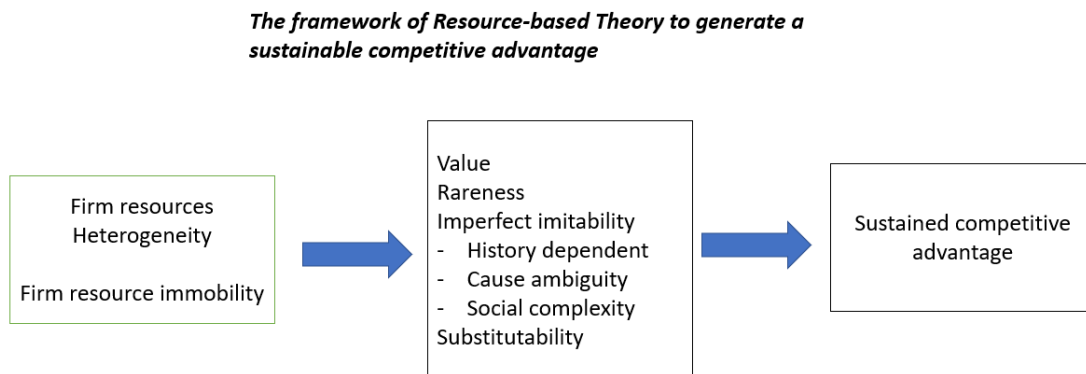 The framework of Resource-based Theory to generate a
sustainable competitive advantage
Firm resources
Heterogeneity
Firm resource immobility
Value
Rareness
Imperfect imitability
- History dependent
- Cause ambiguity
- Social complexity
Substitutability
Sustained competitive
advantage